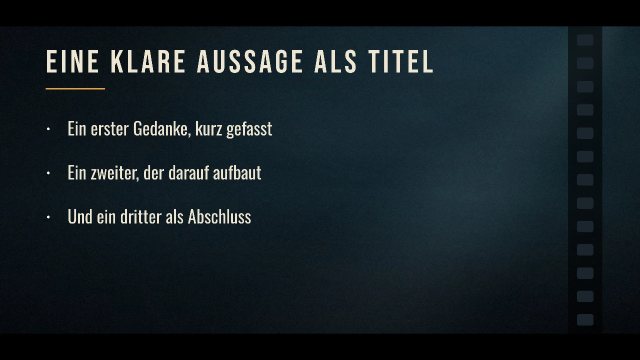 EINE KLARE AUSSAGE ALS TITEL
· Ein erster Gedanke, kurz gefasst
· Ein zweiter, der darauf aufbaut
· Und ein dritter als Abschluss